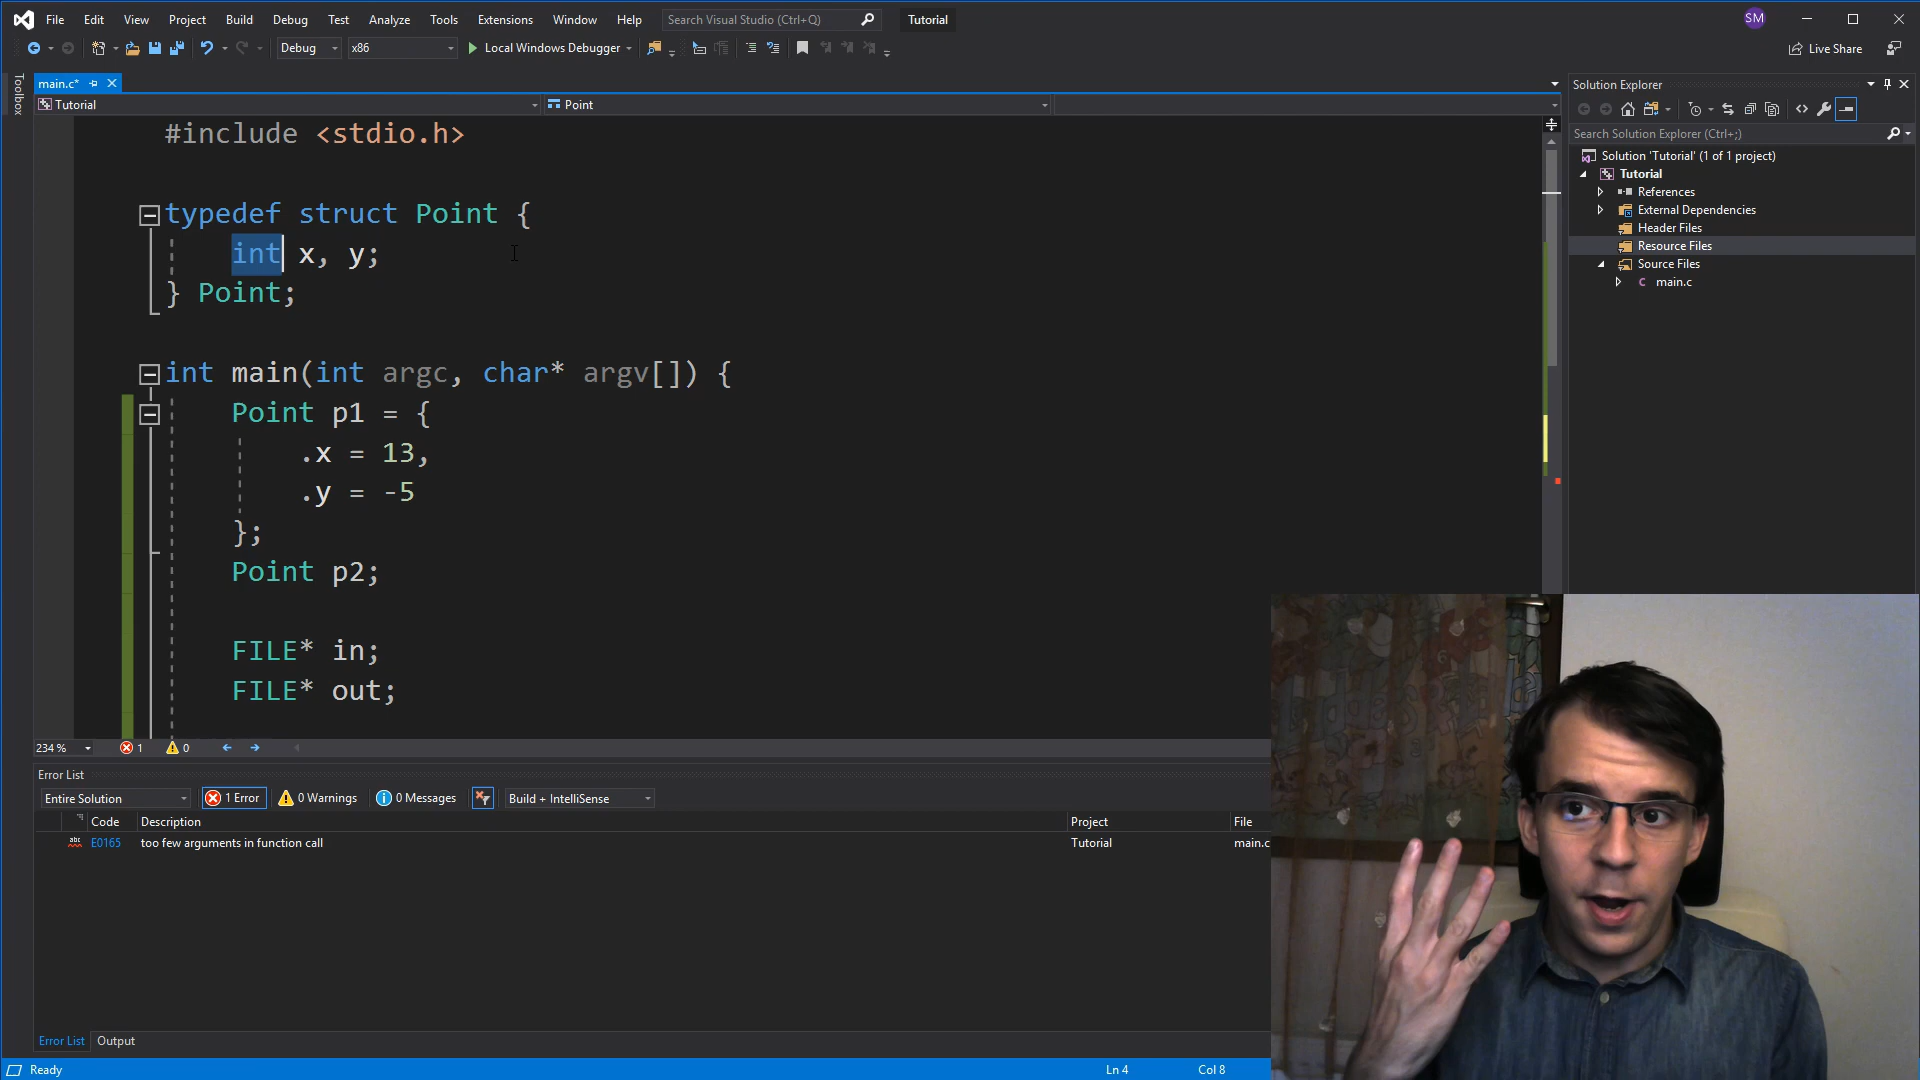 File Edit View Project Build Debug Test Analyze Tools Extensions Window Help Search Visual Studio (Ctrl+Q) Tutorial SM
Debug x86 Local Windows Debugger Live Share
Toolbox
main.c*
Tutorial Point
#include <stdio.h>
typedef struct Point {
int x, y;
} Point;
int main(int argc, char* argv[]) {
Point p1 = {
.x = 13,
.y = -5
};
Point p2;
FILE* in;
FILE* out;
234 % 1 0
Error List
Entire Solution 1 Error 0 Warnings 0 Messages Build + IntelliSense
Code Description Project File
abc E0165 too few arguments in function call Tutorial main.c
Error List Output
Ready Ln 4 Col 8
Solution Explorer
Search Solution Explorer (Ctrl+;)
Solution 'Tutorial' (1 of 1 project)
Tutorial
References
External Dependencies
Header Files
Resource Files
Source Files
C main.c